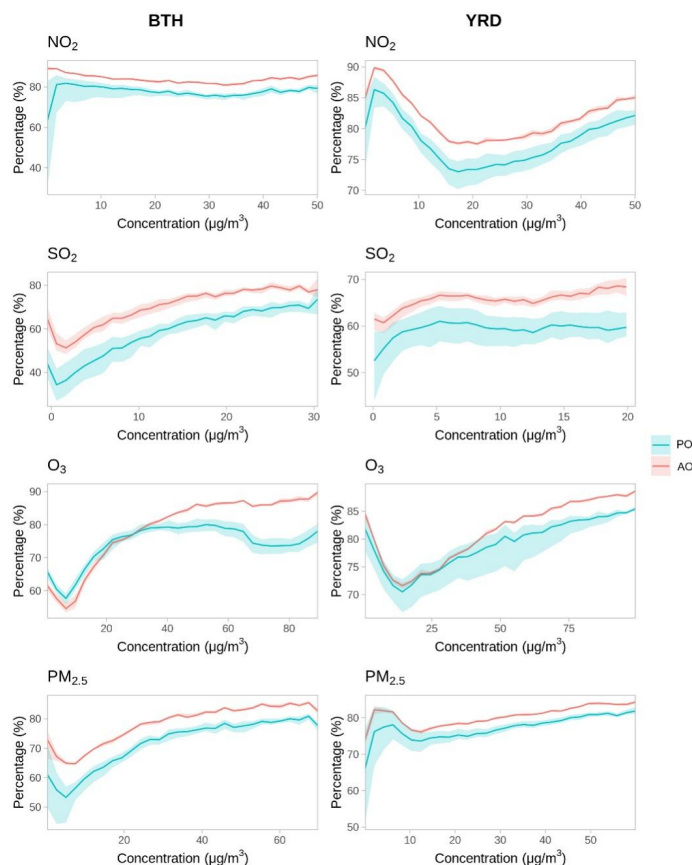 BTH YRD
NO2 NO2
Percentage (%) Percentage (%)
80 60 40
90 85 80 75 70
10 20 30 40 50
0 10 20 30 40 50
Concentration (μg/m3) Concentration (μg/m3)
SO2 SO2
Percentage (%) Percentage (%)
80 60 40
70 60 50
0 10 20 30
0 5 10 15 20
Concentration (μg/m3) Concentration (μg/m3)
PO
AO
O3 O3
Percentage (%) Percentage (%)
90 80 70 60
85 80 75 70
20 40 60 80
25 50 75
Concentration (μg/m3) Concentration (μg/m3)
PM2.5 PM2.5
Percentage (%) Percentage (%)
80 70 60 50
80 70 60 50
20 40 60
0 10 20 30 40 50
Concentration (μg/m3) Concentration (μg/m3)